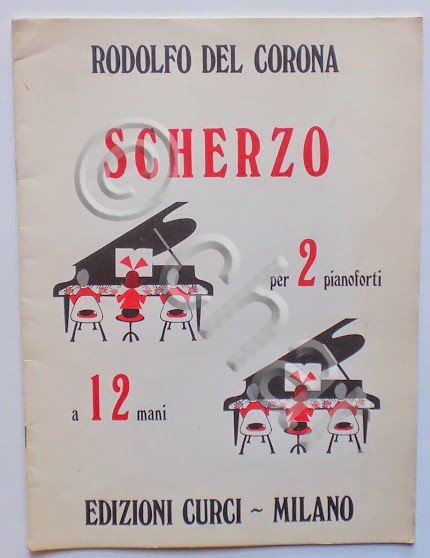 RODOLFO DEL CORONA
SCHERZO
per 2 pianoforti
a 12 mani
EDIZIONI CURCI ~ MILANO